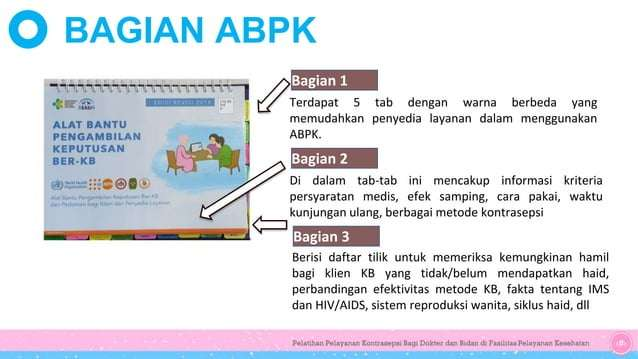 BAGIAN ABPK
EDISI REVISI 2014
ALAT BANTU
PENGAMBILAN
KEPUTUSAN
BER-KB
World Health
Organization
Alat Bantu Pengambilan Keputusan Ber-KB
dan Pedoman Bagi Klien dan Penyedia Layanan
Bagian 1
Terdapat 5 tab dengan warna berbeda yang
memudahkan penyedia layanan dalam menggunakan
ABPK.
Bagian 2
Di dalam tab-tab ini mencakup informasi kriteria
persyaratan medis, efek samping, cara pakai, waktu
kunjungan ulang, berbagai metode kontrasepsi
Bagian 3
Berisi daftar tilik untuk memeriksa kemungkinan hamil
bagi klien KB yang tidak/belum mendapatkan haid,
perbandingan efektivitas metode KB, fakta tentang IMS
dan HIV/AIDS, sistem reproduksi wanita, siklus haid, dll
Pelatihan Pelayanan Kontrasepsi Bagi Dokter dan Bidan di Fasilitas Pelayanan Kesehatan